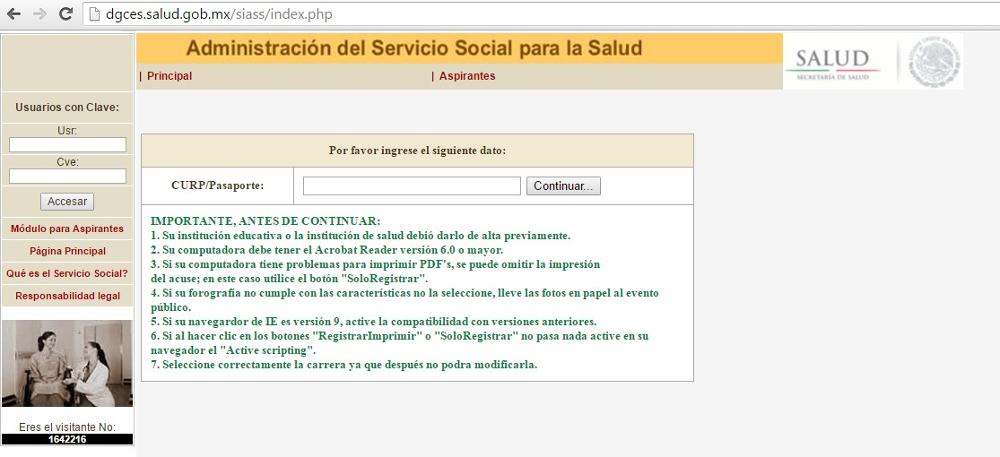 dgces.salud.gob.mx/siass/index.php
Administración del Servicio Social para la Salud
| Principal
| Aspirantes
SALUD
SECRETARÍA DE SALUD
Usuarios con Clave:
Usr:
Cve:
Accesar
Módulo para Aspirantes
Página Principal
Qué es el Servicio Social?
Responsabilidad legal
Eres el visitante No:
1642216
Por favor ingrese el siguiente dato:
CURP/Pasaporte:
Continuar...
IMPORTANTE, ANTES DE CONTINUAR:
1. Su institución educativa o la institución de salud debió darlo de alta previamente.
2. Su computadora debe tener el Acrobat Reader versión 6.0 o mayor.
3. Si su computadora tiene problemas para imprimir PDF's, se puede omitir la impresión
del acuse; en este caso utilice el botón "SoloRegistrar".
4. Si su forografía no cumple con las características no la seleccione, lleve las fotos en papel al evento
público.
5. Si su navegardor de IE es versión 9, active la compatibilidad con versiones anteriores.
6. Si al hacer clic en los botones "RegistrarImprimir" o "SoloRegistrar" no pasa nada active en su
navegador el "Active scripting".
7. Seleccione correctamente la carrera ya que después no podra modificarla.